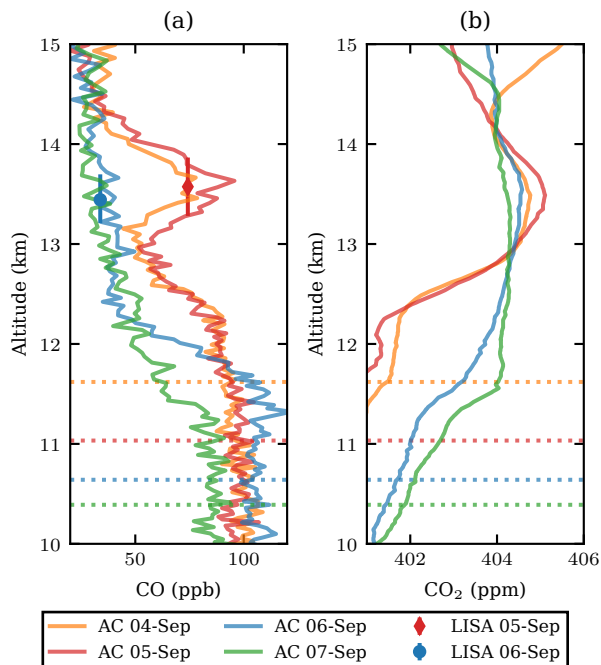 (a)
(b)
15
14
13
12
11
10
Altitude (km)
50
100
CO (ppb)
15
14
13
12
11
10
Altitude (km)
402
404
406
CO₂ (ppm)
AC 04-Sep
AC 06-Sep
LISA 05-Sep
AC 05-Sep
AC 07-Sep
LISA 06-Sep